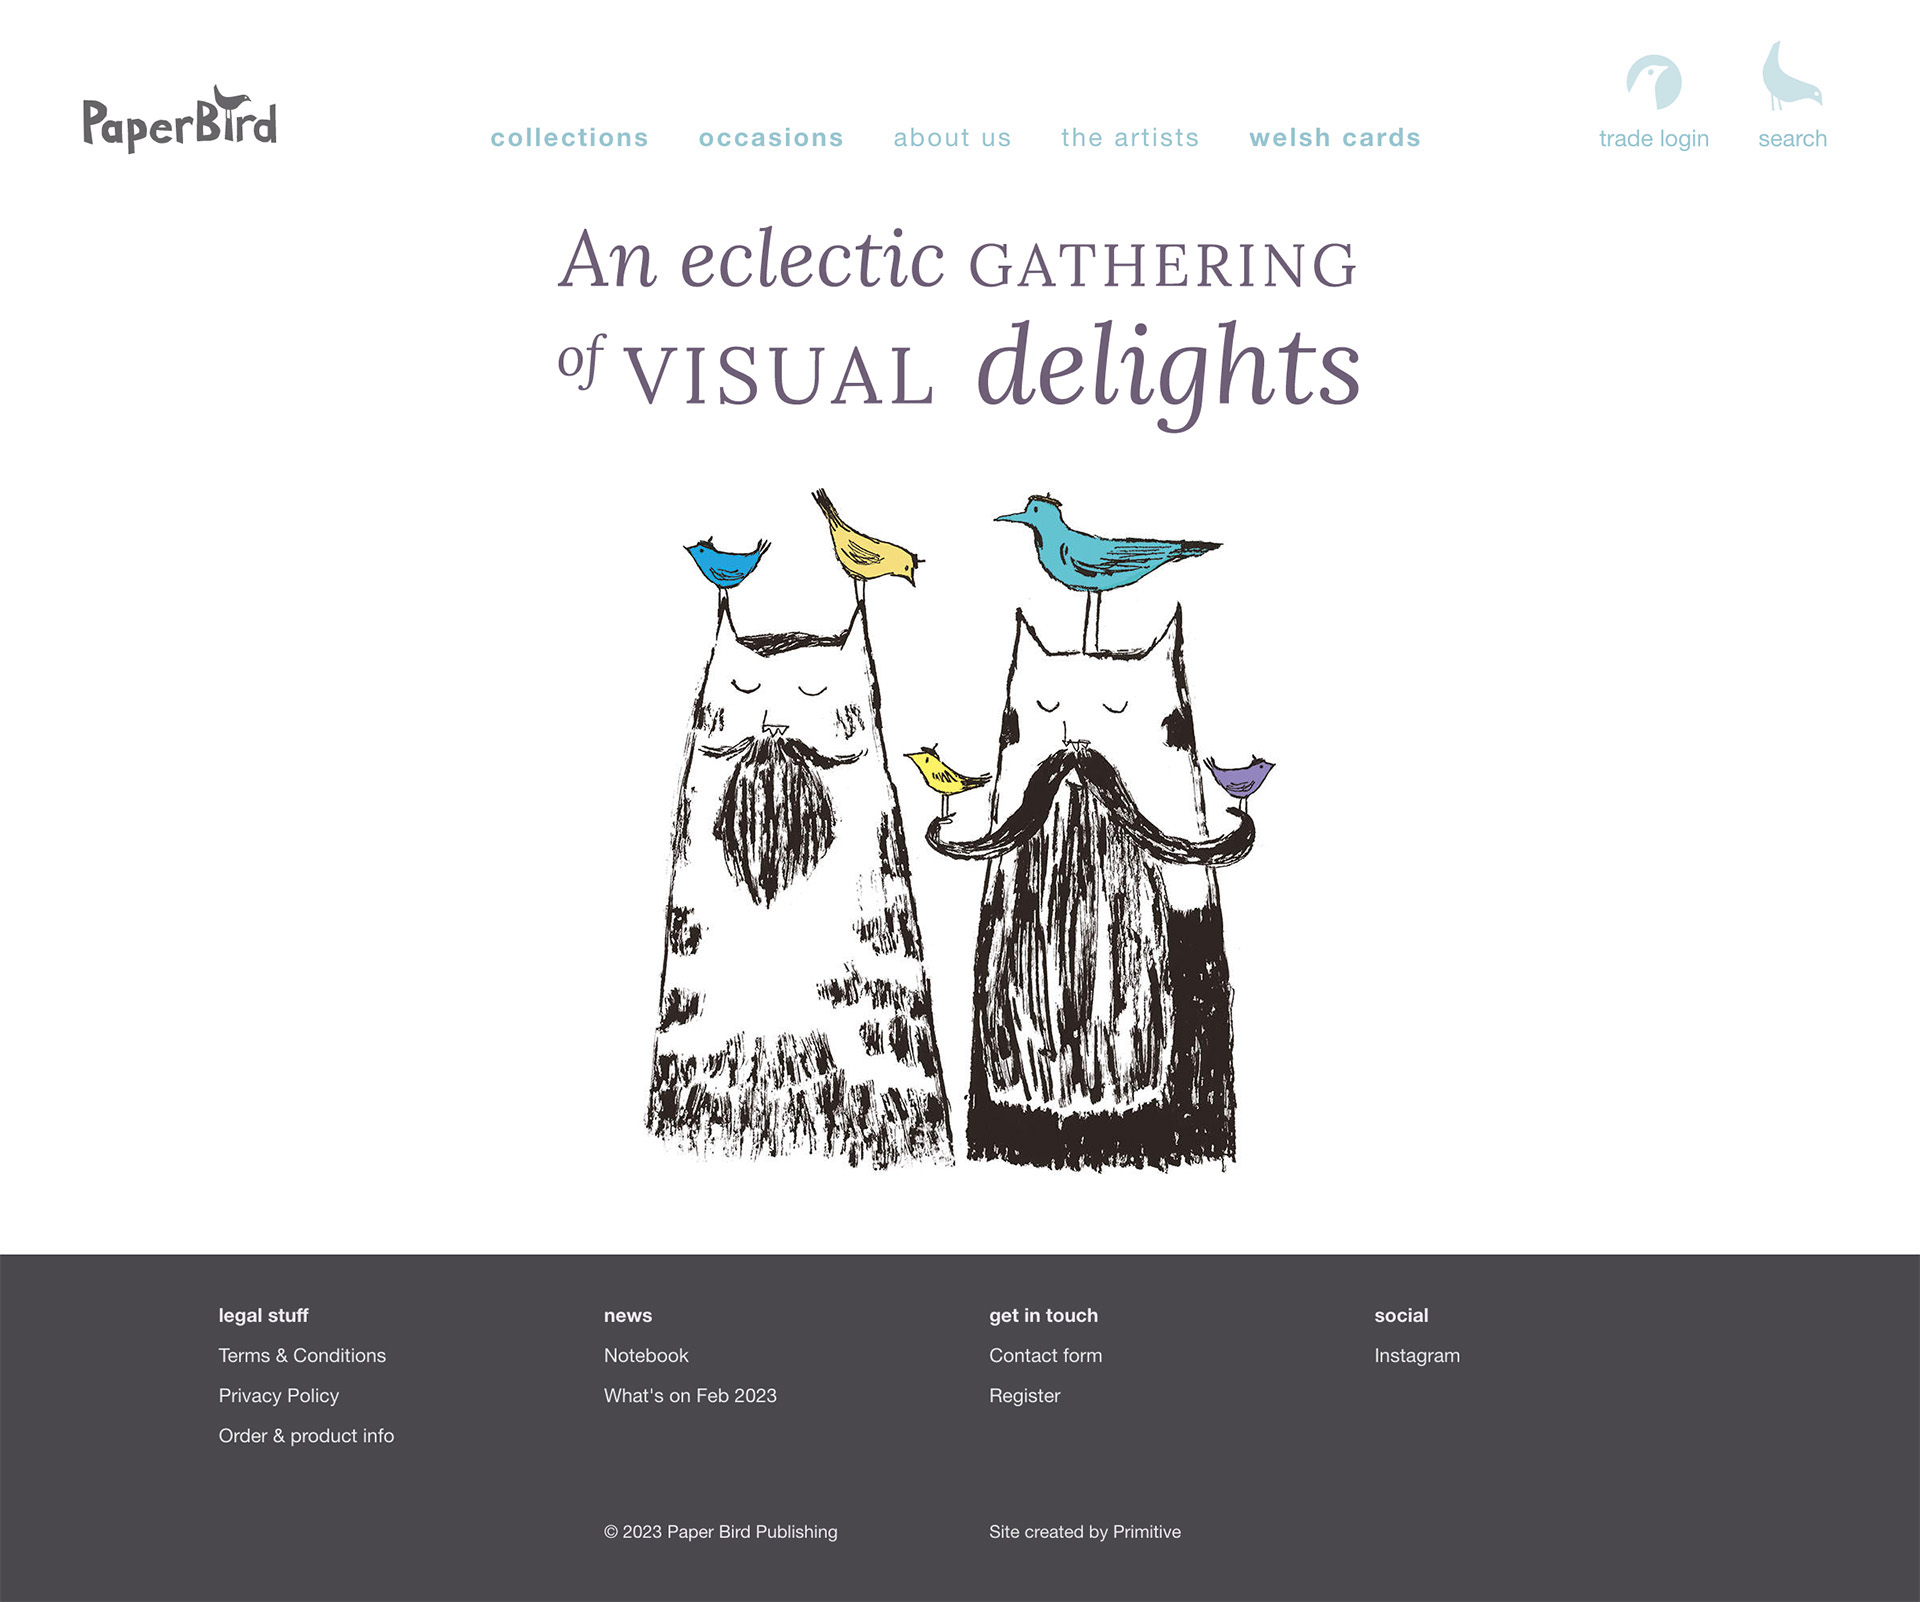 PaperBird
collections occasions about us the artists welsh cards
trade login search
An eclectic GATHERING
of VISUAL delights
legal stuff
Terms & Conditions
Privacy Policy
Order & product info
news
Notebook
What's on Feb 2023
get in touch
Contact form
Register
social
Instagram
© 2023 Paper Bird Publishing
Site created by Primitive